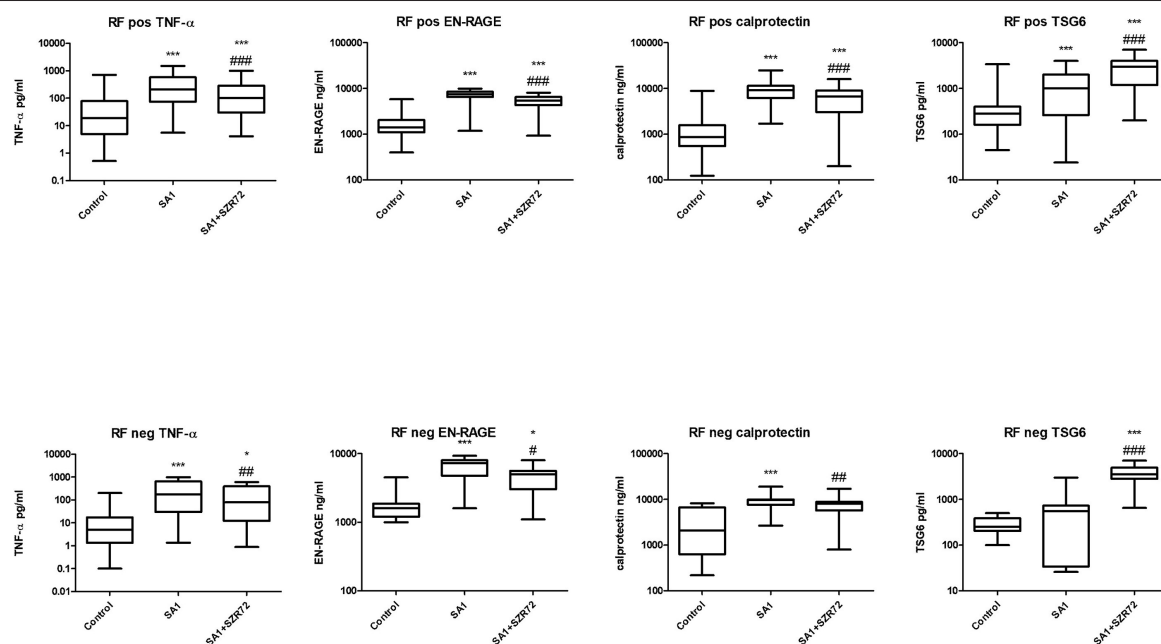 RF pos TNF-α
***
***
###
TNF-α pg/ml
10000
1000
100
10
1
0.1
Control
SA1
SA1+SZR72
RF pos EN-RAGE
***
***
###
EN-RAGE ng/ml
100000
10000
1000
100
Control
SA1
SA1+SZR72
RF pos calprotectin
***
***
###
calprotectin ng/ml
100000
10000
1000
100
Control
SA1
SA1+SZR72
RF pos TSG6
***
***
###
TSG6 pg/ml
10000
1000
100
10
Control
SA1
SA1+SZR72
RF neg TNF-α
***
*
##
TNF-α pg/ml
10000
1000
100
10
1
0.1
0.01
Control
SA1
SA1+SZR72
RF neg EN-RAGE
***
*
#
EN-RAGE ng/ml
10000
1000
100
Control
SA1
SA1+SZR72
RF neg calprotectin
***
##
calprotectin ng/ml
100000
10000
1000
100
Control
SA1
SA1+SZR72
RF neg TSG6
***
###
TSG6 pg/ml
10000
1000
100
10
Control
SA1
SA1+SZR72